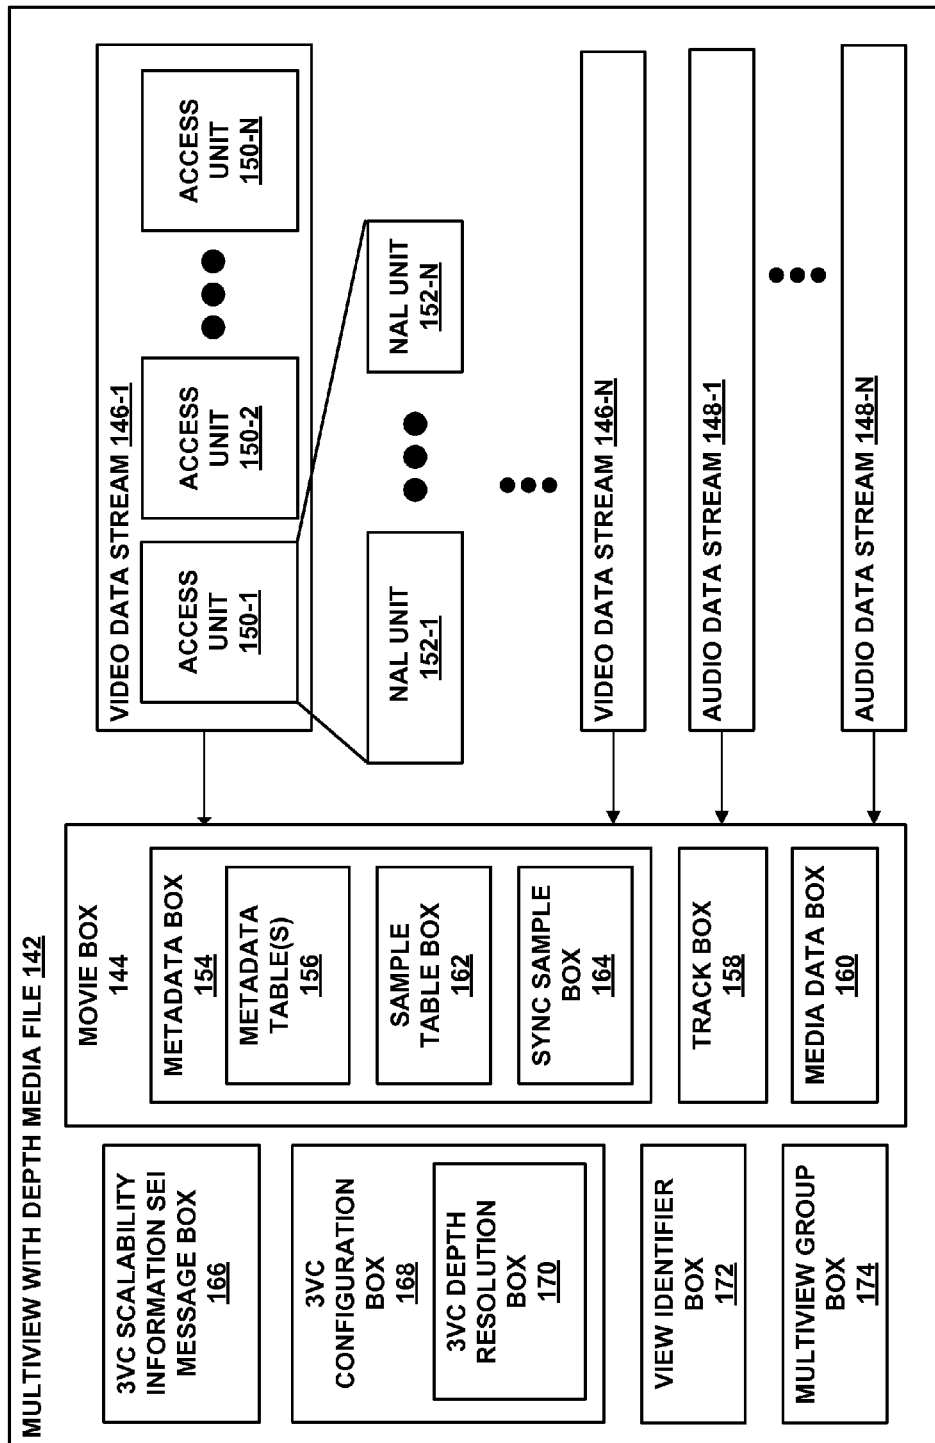 MULTIVIEW WITH DEPTH MEDIA FILE 142
3VC SCALABILITY
INFORMATION SEI
MESSAGE BOX
166
3VC
CONFIGURATION
BOX
168
3VC DEPTH
RESOLUTION
BOX
170
VIEW IDENTIFIER
BOX
172
MULTIVIEW GROUP
BOX
174
MOVIE BOX
144
METADATA BOX
154
METADATA
TABLE(S)
156
SAMPLE
TABLE BOX
162
SYNC SAMPLE
BOX
164
TRACK BOX
158
MEDIA DATA BOX
160
VIDEO DATA STREAM 146-1
ACCESS
UNIT
150-1
ACCESS
UNIT
150-2
ACCESS
UNIT
150-N
NAL UNIT
152-1
NAL UNIT
152-N
VIDEO DATA STREAM 146-N
AUDIO DATA STREAM 148-1
AUDIO DATA STREAM 148-N